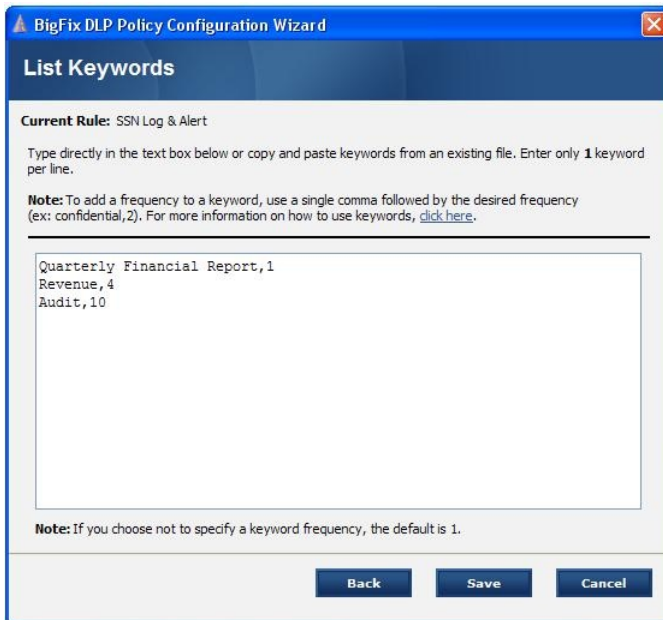 BigFix DLP Policy Configuration Wizard
List Keywords
Current Rule: SSN Log & Alert
Type directly in the text box below or copy and paste keywords from an existing file. Enter only 1 keyword
per line.
Note: To add a frequency to a keyword, use a single comma followed by the desired frequency
(ex: confidential,2). For more information on how to use keywords, click here.
Quarterly Financial Report,1
Revenue,4
Audit,10
Note: If you choose not to specify a keyword frequency, the default is 1.
Back Save Cancel